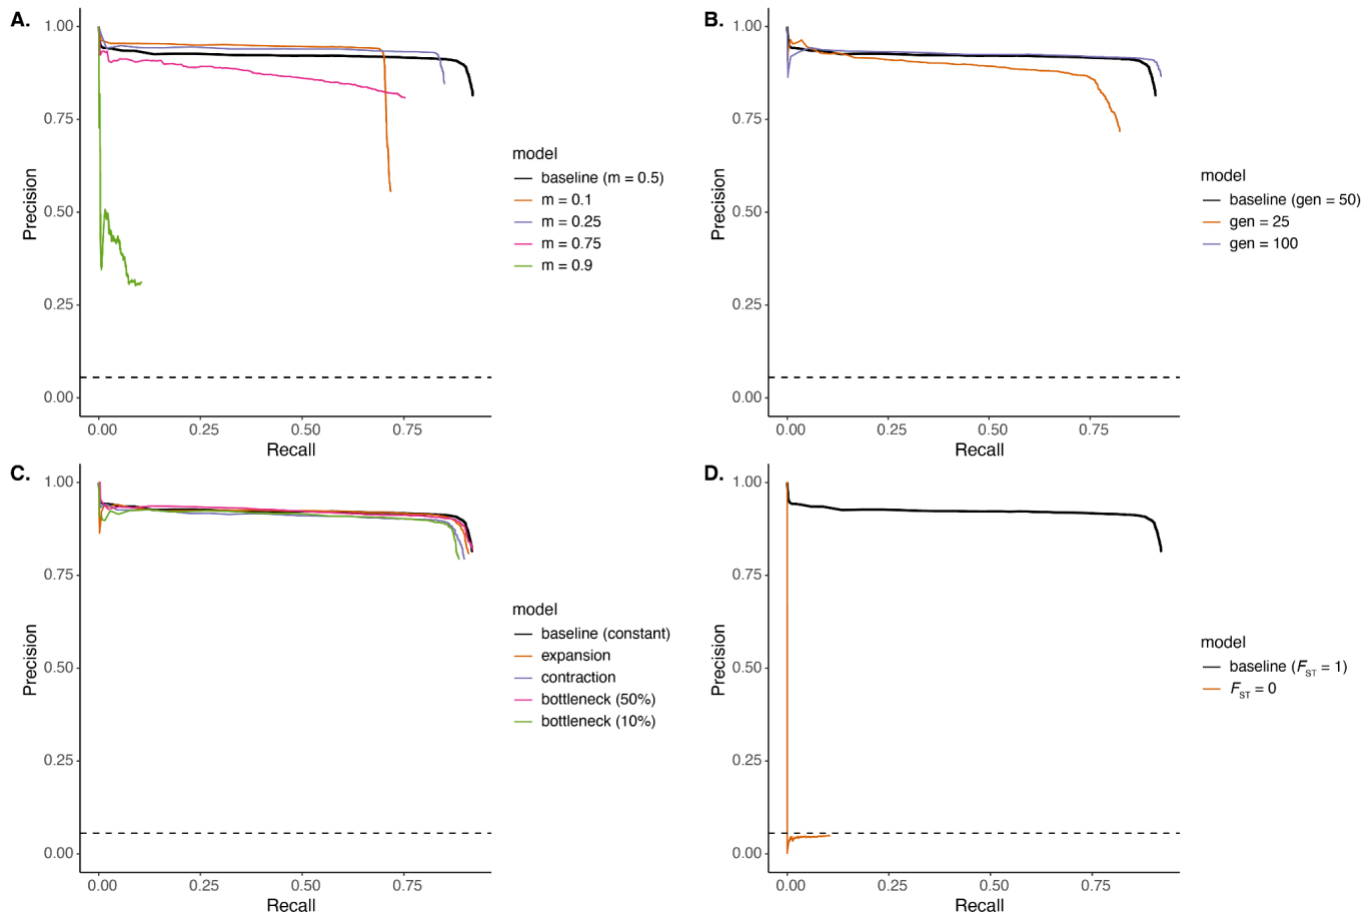 A.
1.00
0.75
0.50
0.25
0.00
Precision
0.00 0.25 0.50 0.75
Recall
model
baseline (m = 0.5)
m = 0.1
m = 0.25
m = 0.75
m = 0.9
B.
1.00
0.75
0.50
0.25
0.00
Precision
0.00 0.25 0.50 0.75
Recall
model
baseline (gen = 50)
gen = 25
gen = 100
C.
1.00
0.75
0.50
0.25
0.00
Precision
0.00 0.25 0.50 0.75
Recall
model
baseline (constant)
expansion
contraction
bottleneck (50%)
bottleneck (10%)
D.
1.00
0.75
0.50
0.25
0.00
Precision
0.00 0.25 0.50 0.75
Recall
model
baseline (FST = 1)
FST = 0